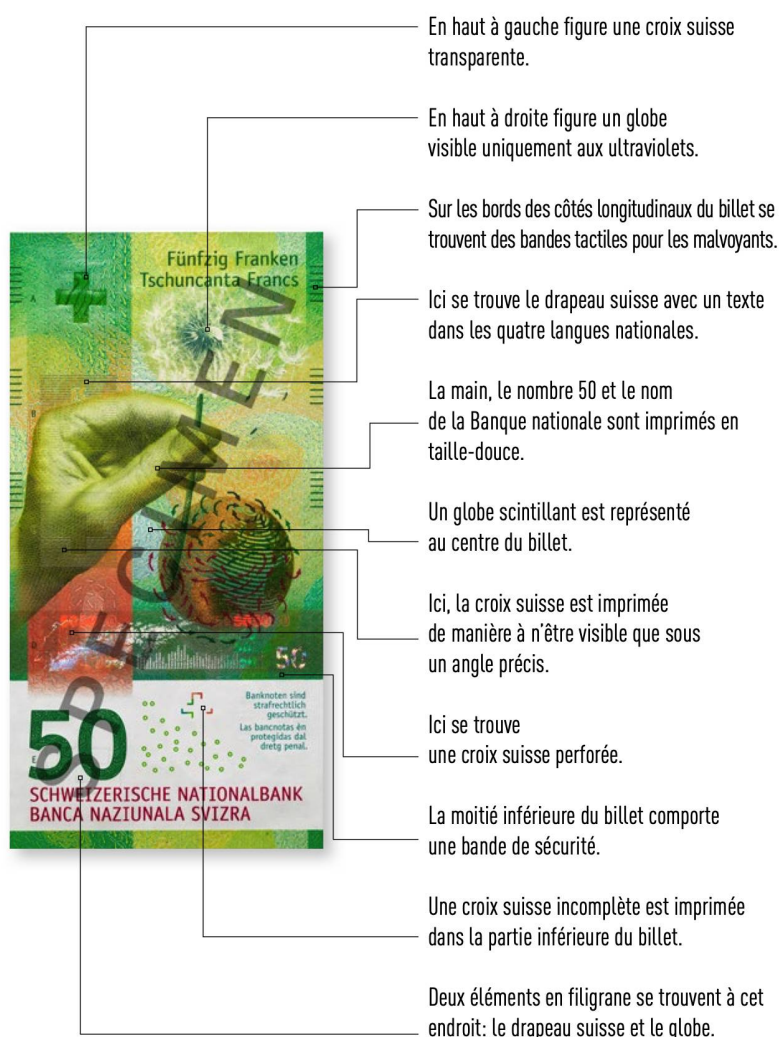 En haut à gauche figure une croix suisse
transparente.
En haut à droite figure un globe
visible uniquement aux ultraviolets.
Sur les bords des côtés longitudinaux du billet se
trouvent des bandes tactiles pour les malvoyants.
Ici se trouve le drapeau suisse avec un texte
dans les quatre langues nationales.
La main, le nombre 50 et le nom
de la Banque nationale sont imprimés en
taille-douce.
Un globe scintillant est représenté
au centre du billet.
Ici, la croix suisse est imprimée
de manière à n’être visible que sous
un angle précis.
Ici se trouve
une croix suisse perforée.
La moitié inférieure du billet comporte
une bande de sécurité.
Une croix suisse incomplète est imprimée
dans la partie inférieure du billet.
Deux éléments en filigrane se trouvent à cet
endroit: le drapeau suisse et le globe.
Fünfzig Franken
Tschuncanta Francs
A
B
C
D
E
SPECIMEN
50
Banknoten sind
strafrechtlich
geschützt.
Las bancnotas èn
protegidas dal
dretg penal.
50
SCHWEIZERISCHE NATIONALBANK
BANCA NAZIUNALA SVIZRA